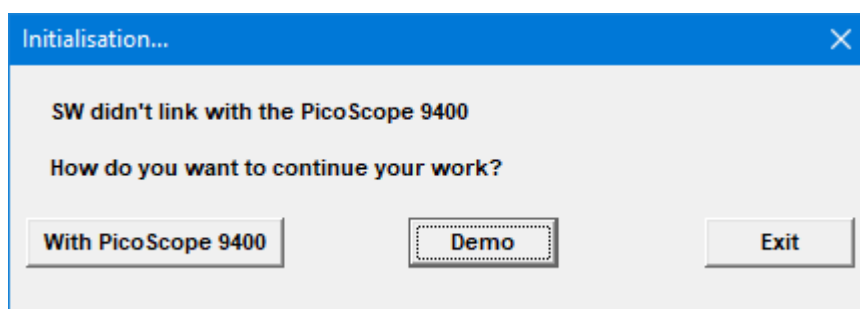 Initialisation...
SW didn't link with the PicoScope 9400
How do you want to continue your work?
With PicoScope 9400 Demo Exit